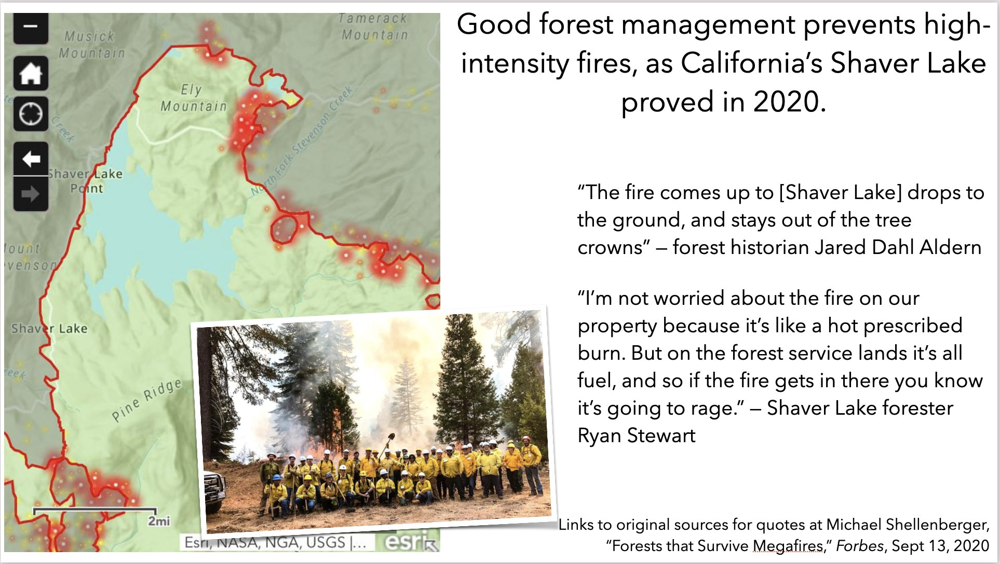 Good forest management prevents high-
intensity fires, as California’s Shaver Lake
proved in 2020.
Musick
Mountain
Tamerack
Mountain
Ely
Mountain
Creek
North Fork Stevenson Creek
Shaver Lake
Point
Shaver Lake
Pine Ridge
2mi
Esri, NASA, NGA, USGS |...
esri
“The fire comes up to [Shaver Lake] drops to
the ground, and stays out of the tree
crowns” – forest historian Jared Dahl Aldern
“I’m not worried about the fire on our
property because it’s like a hot prescribed
burn. But on the forest service lands it’s all
fuel, and so if the fire gets in there you know
it’s going to rage.” – Shaver Lake forester
Ryan Stewart
Links to original sources for quotes at Michael Shellenberger,
“Forests that Survive Megafires,” Forbes, Sept 13, 2020